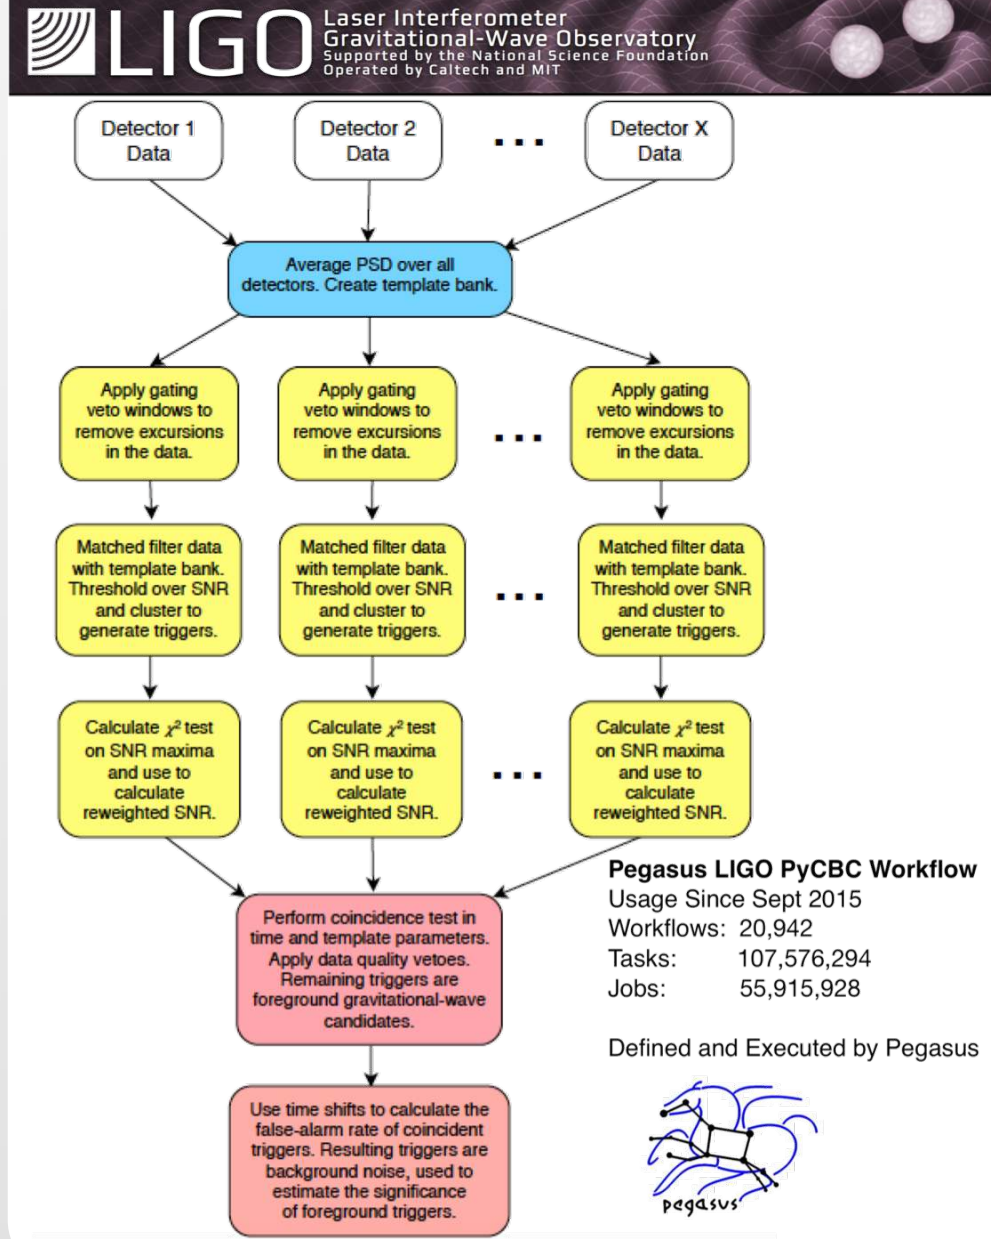 LIGO
Laser Interferometer
Gravitational-Wave Observatory
Supported by the National Science Foundation
Operated by Caltech and MIT
Detector 1
Data
Detector 2
Data
...
Detector X
Data
Average PSD over all
detectors. Create template bank.
Apply gating
veto windows to
remove excursions
in the data.
Apply gating
veto windows to
remove excursions
in the data.
...
Apply gating
veto windows to
remove excursions
in the data.
Matched filter data
with template bank.
Threshold over SNR
and cluster to
generate triggers.
Matched filter data
with template bank.
Threshold over SNR
and cluster to
generate triggers.
...
Matched filter data
with template bank.
Threshold over SNR
and cluster to
generate triggers.
Calculate χ² test
on SNR maxima
and use to
calculate
reweighted SNR.
Calculate χ² test
on SNR maxima
and use to
calculate
reweighted SNR.
...
Calculate χ² test
on SNR maxima
and use to
calculate
reweighted SNR.
Perform coincidence test in
time and template parameters.
Apply data quality vetoes.
Remaining triggers are
foreground gravitational-wave
candidates.
Use time shifts to calculate the
false-alarm rate of coincident
triggers. Resulting triggers are
background noise, used to
estimate the significance
of foreground triggers.
Pegasus LIGO PyCBC Workflow
Usage Since Sept 2015
Workflows: 20,942
Tasks: 107,576,294
Jobs: 55,915,928
Defined and Executed by Pegasus
pegasus